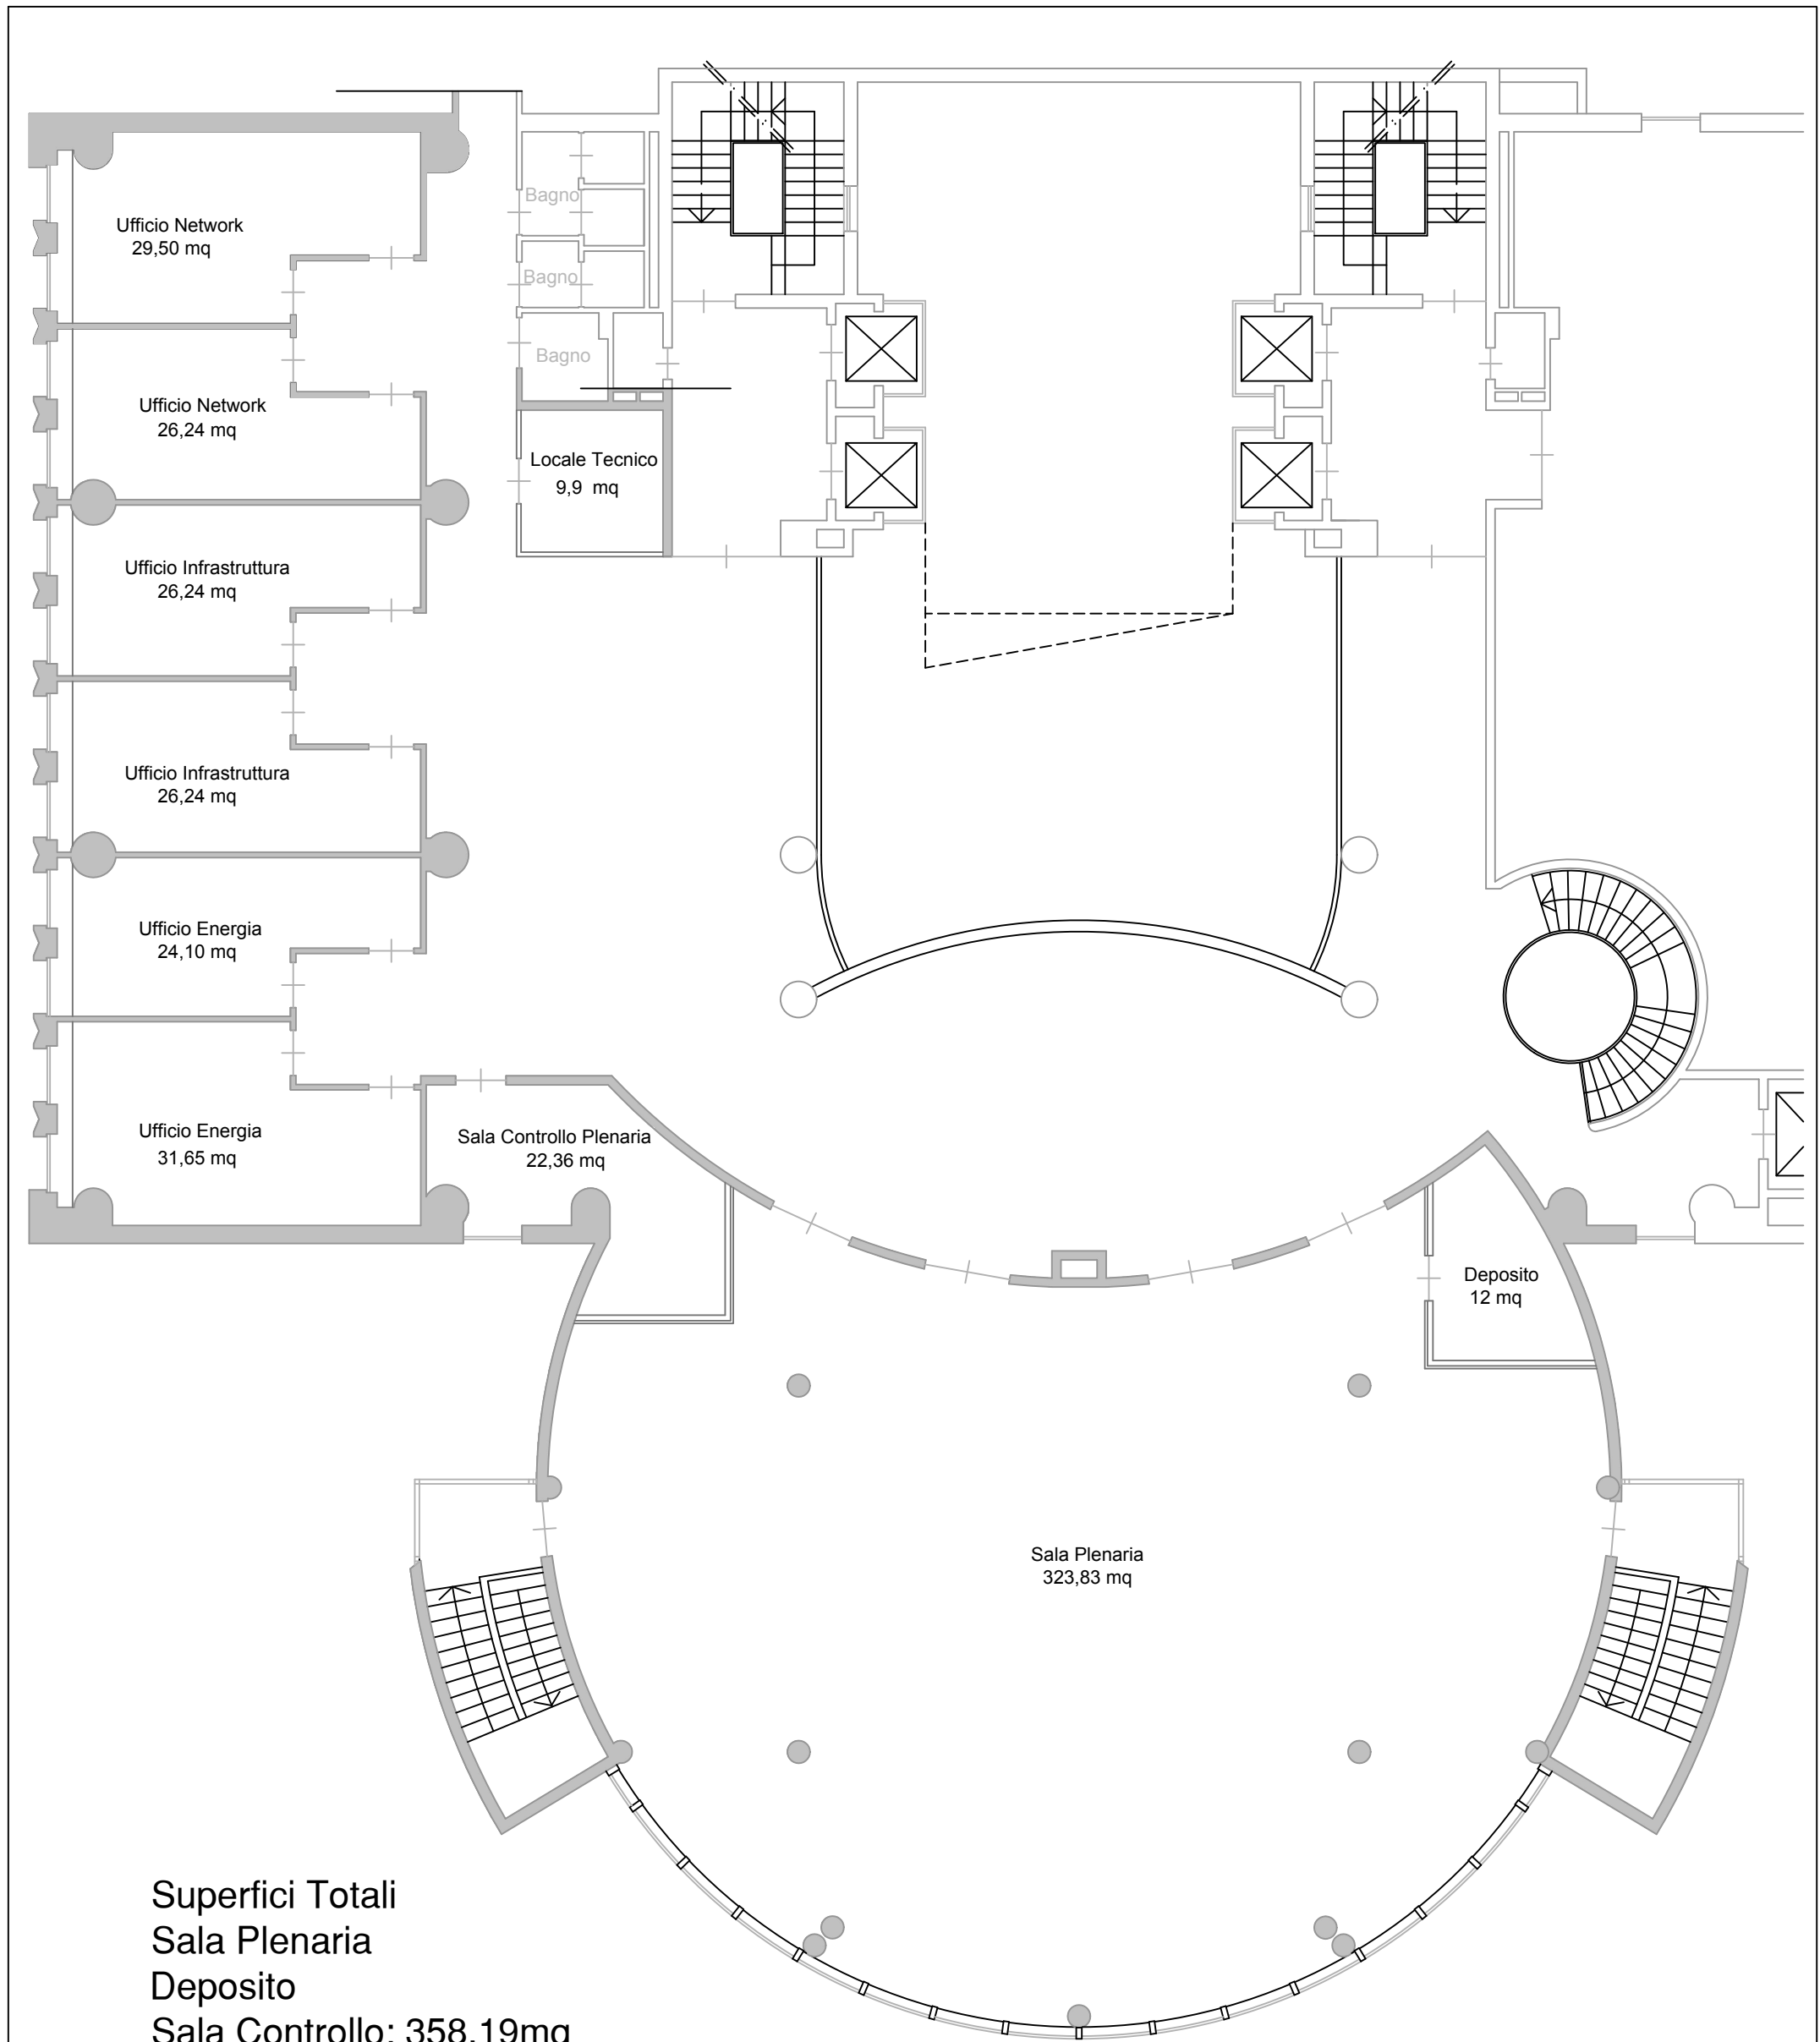 Bagno
Ufficio Network
29,50 mq
Bagno
Bagno
Ufficio Network
26,24 mq
Locale Tecnico
9,9 mq
Ufficio Infrastruttura
26,24 mq
Ufficio Infrastruttura
26,24 mq
Ufficio Energia
24,10 mq
Ufficio Energia
31,65 mq
Sala Controllo Plenaria
22,36 mq
Deposito
12 mq
Sala Plenaria
323,83 mq
Superfici Totali
Sala Plenaria
Deposito
Sala Controllo: 358,19mq